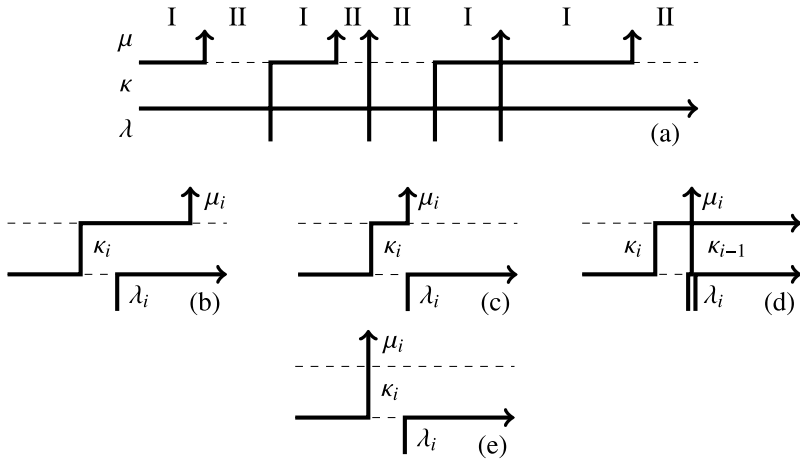 I II I II II I I II
μ
κ
λ
(a)
μᵢ μᵢ μᵢ
κᵢ κᵢ κᵢ κᵢ₋₁
λᵢ (b) λᵢ (c) λᵢ (d)
μᵢ
κᵢ
λᵢ
(e)